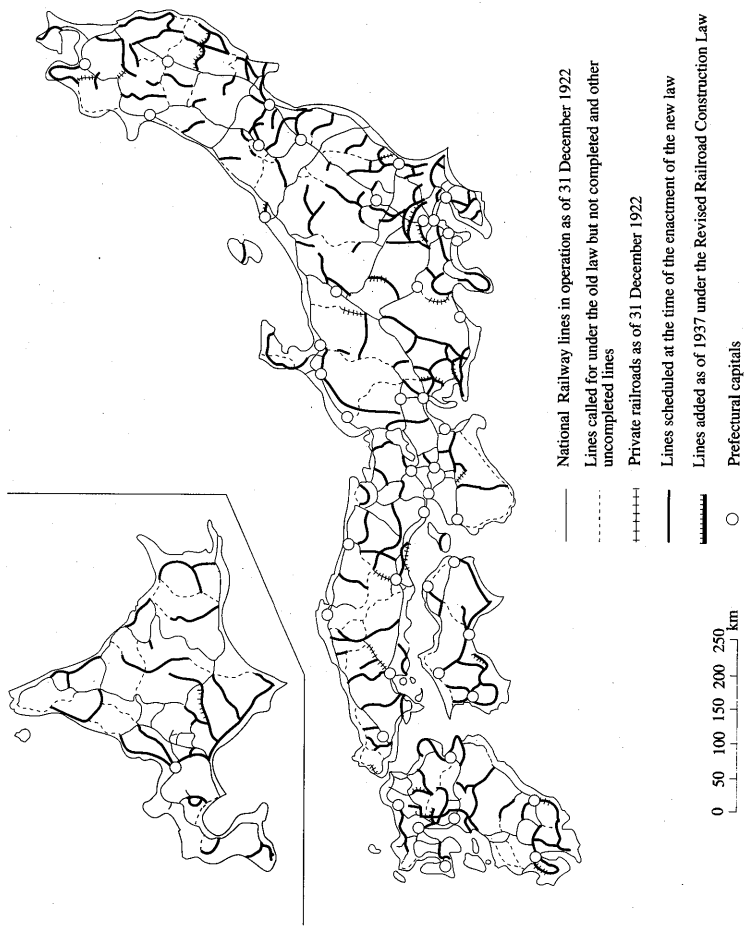 National Railway lines in operation as of 31 December 1922
Lines called for under the old law but not completed and other
uncompleted lines
Private railroads as of 31 December 1922
Lines scheduled at the time of the enactment of the new law
Lines added as of 1937 under the Revised Railroad Construction Law
Prefectural capitals
0 50 100 150 200 250
km